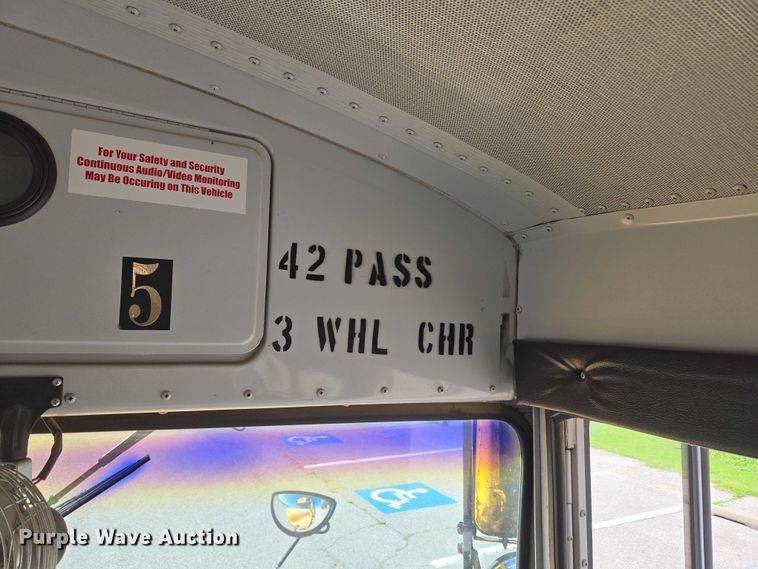 For Your Safety and Security
Continuous Audio/Video Monitoring
May Be Occuring on This Vehicle
5
42 PASS
3 WHL CHR
Purple Wave Auction